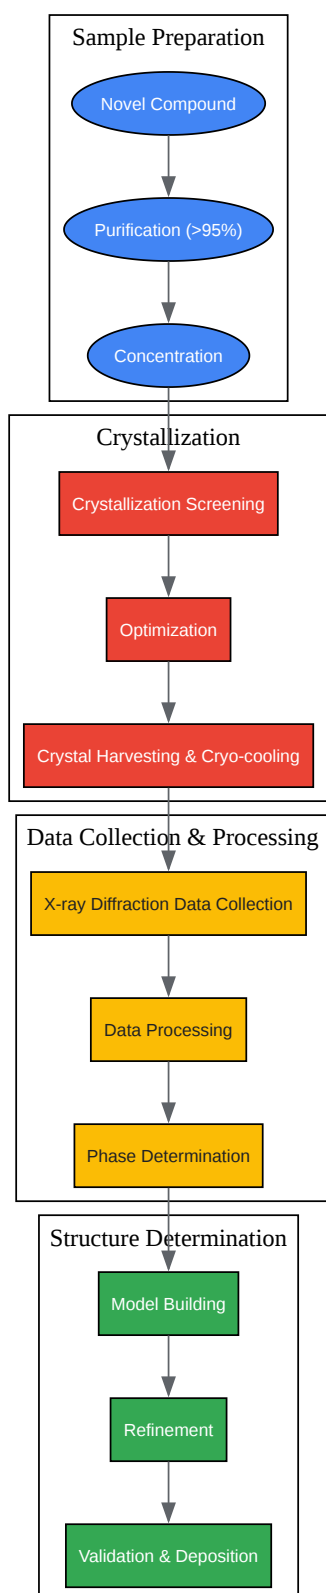 Sample Preparation
Novel Compound
Purification (>95%)
Concentration
Crystallization
Crystallization Screening
Optimization
Crystal Harvesting & Cryo-cooling
Data Collection & Processing
X-ray Diffraction Data Collection
Data Processing
Phase Determination
Structure Determination
Model Building
Refinement
Validation & Deposition